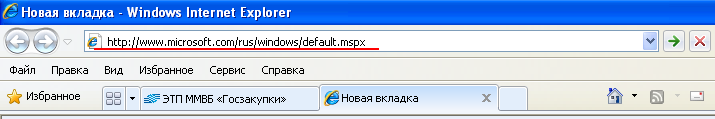 Новая вкладка - Windows Internet Explorer
http://www.microsoft.com/rus/windows/default.mspx
Файл Правка Вид Избранное Сервис Справка
Избранное ЭТП ММВБ «Госзакупки» Новая вкладка